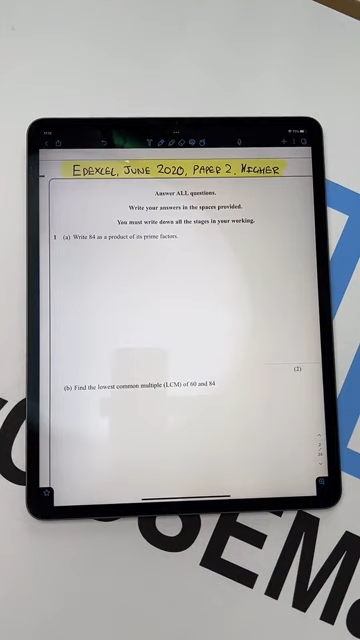 EDEXCEL, JUNE 2020, PAPER 2, HIGHER
Answer ALL questions.
Write your answers in the spaces provided.
You must write down all the stages in your working.
1 (a) Write 84 as a product of its prime factors.
(2)
(b) Find the lowest common multiple (LCM) of 60 and 84
SEMS